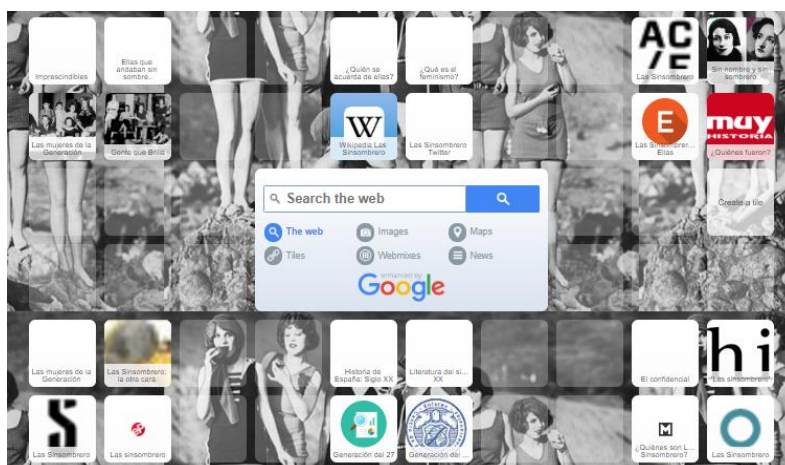 Imprescindibles
Ellas que
andaban sin
sombre..
¿Quién se
acuerda de ellas?
¿Qué es el
feminismo?
AC
/E
Las Sinsombrero
Sin nombre y sin
sombrero
Las mujeres de la
Generación
Gente que Brilla
W
Wikipedia Las
Sinsombrero
Las Sinsombrero
Twitter
E
Las Sinsombrer...
Ellas
muy
HISTORIA
¿Quiénes fueron?
Search the web
The web
Images
Maps
Tiles
Webmixes
News
enhanced by
Google
Create a tile
Las mujeres de la
Generación
Las Sinsombrero:
la otra cara
Historia de
España: Siglo XX
Literatura del si...
XX
El confidencial
hi
Las sinsombrero
S
Las Sinsombrero
Las sinsombrero
Generación del 27
Generación del ...
M
¿Quiénes son L...
Sinsombrero?
Las Sinsombrero